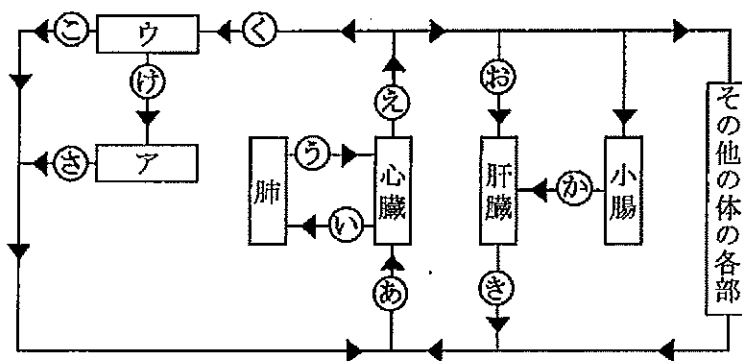 こ
ウ
く
け
さ
ア
え
お
う
肺
い
心臓
あ
肝臓
か
小腸
き
その他の体の各部